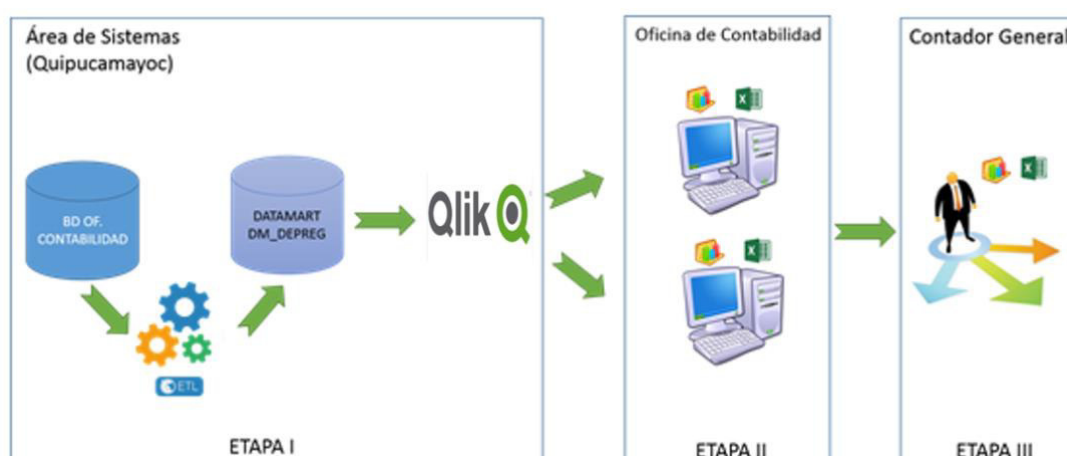 Área de Sistemas
(Quipucamayoc)
BD OF.
CONTABILIDAD
ETL
DATAMART
DM_DEPREG
Qlik
ETAPA I
Oficina de Contabilidad
ETAPA II
Contador General
ETAPA III